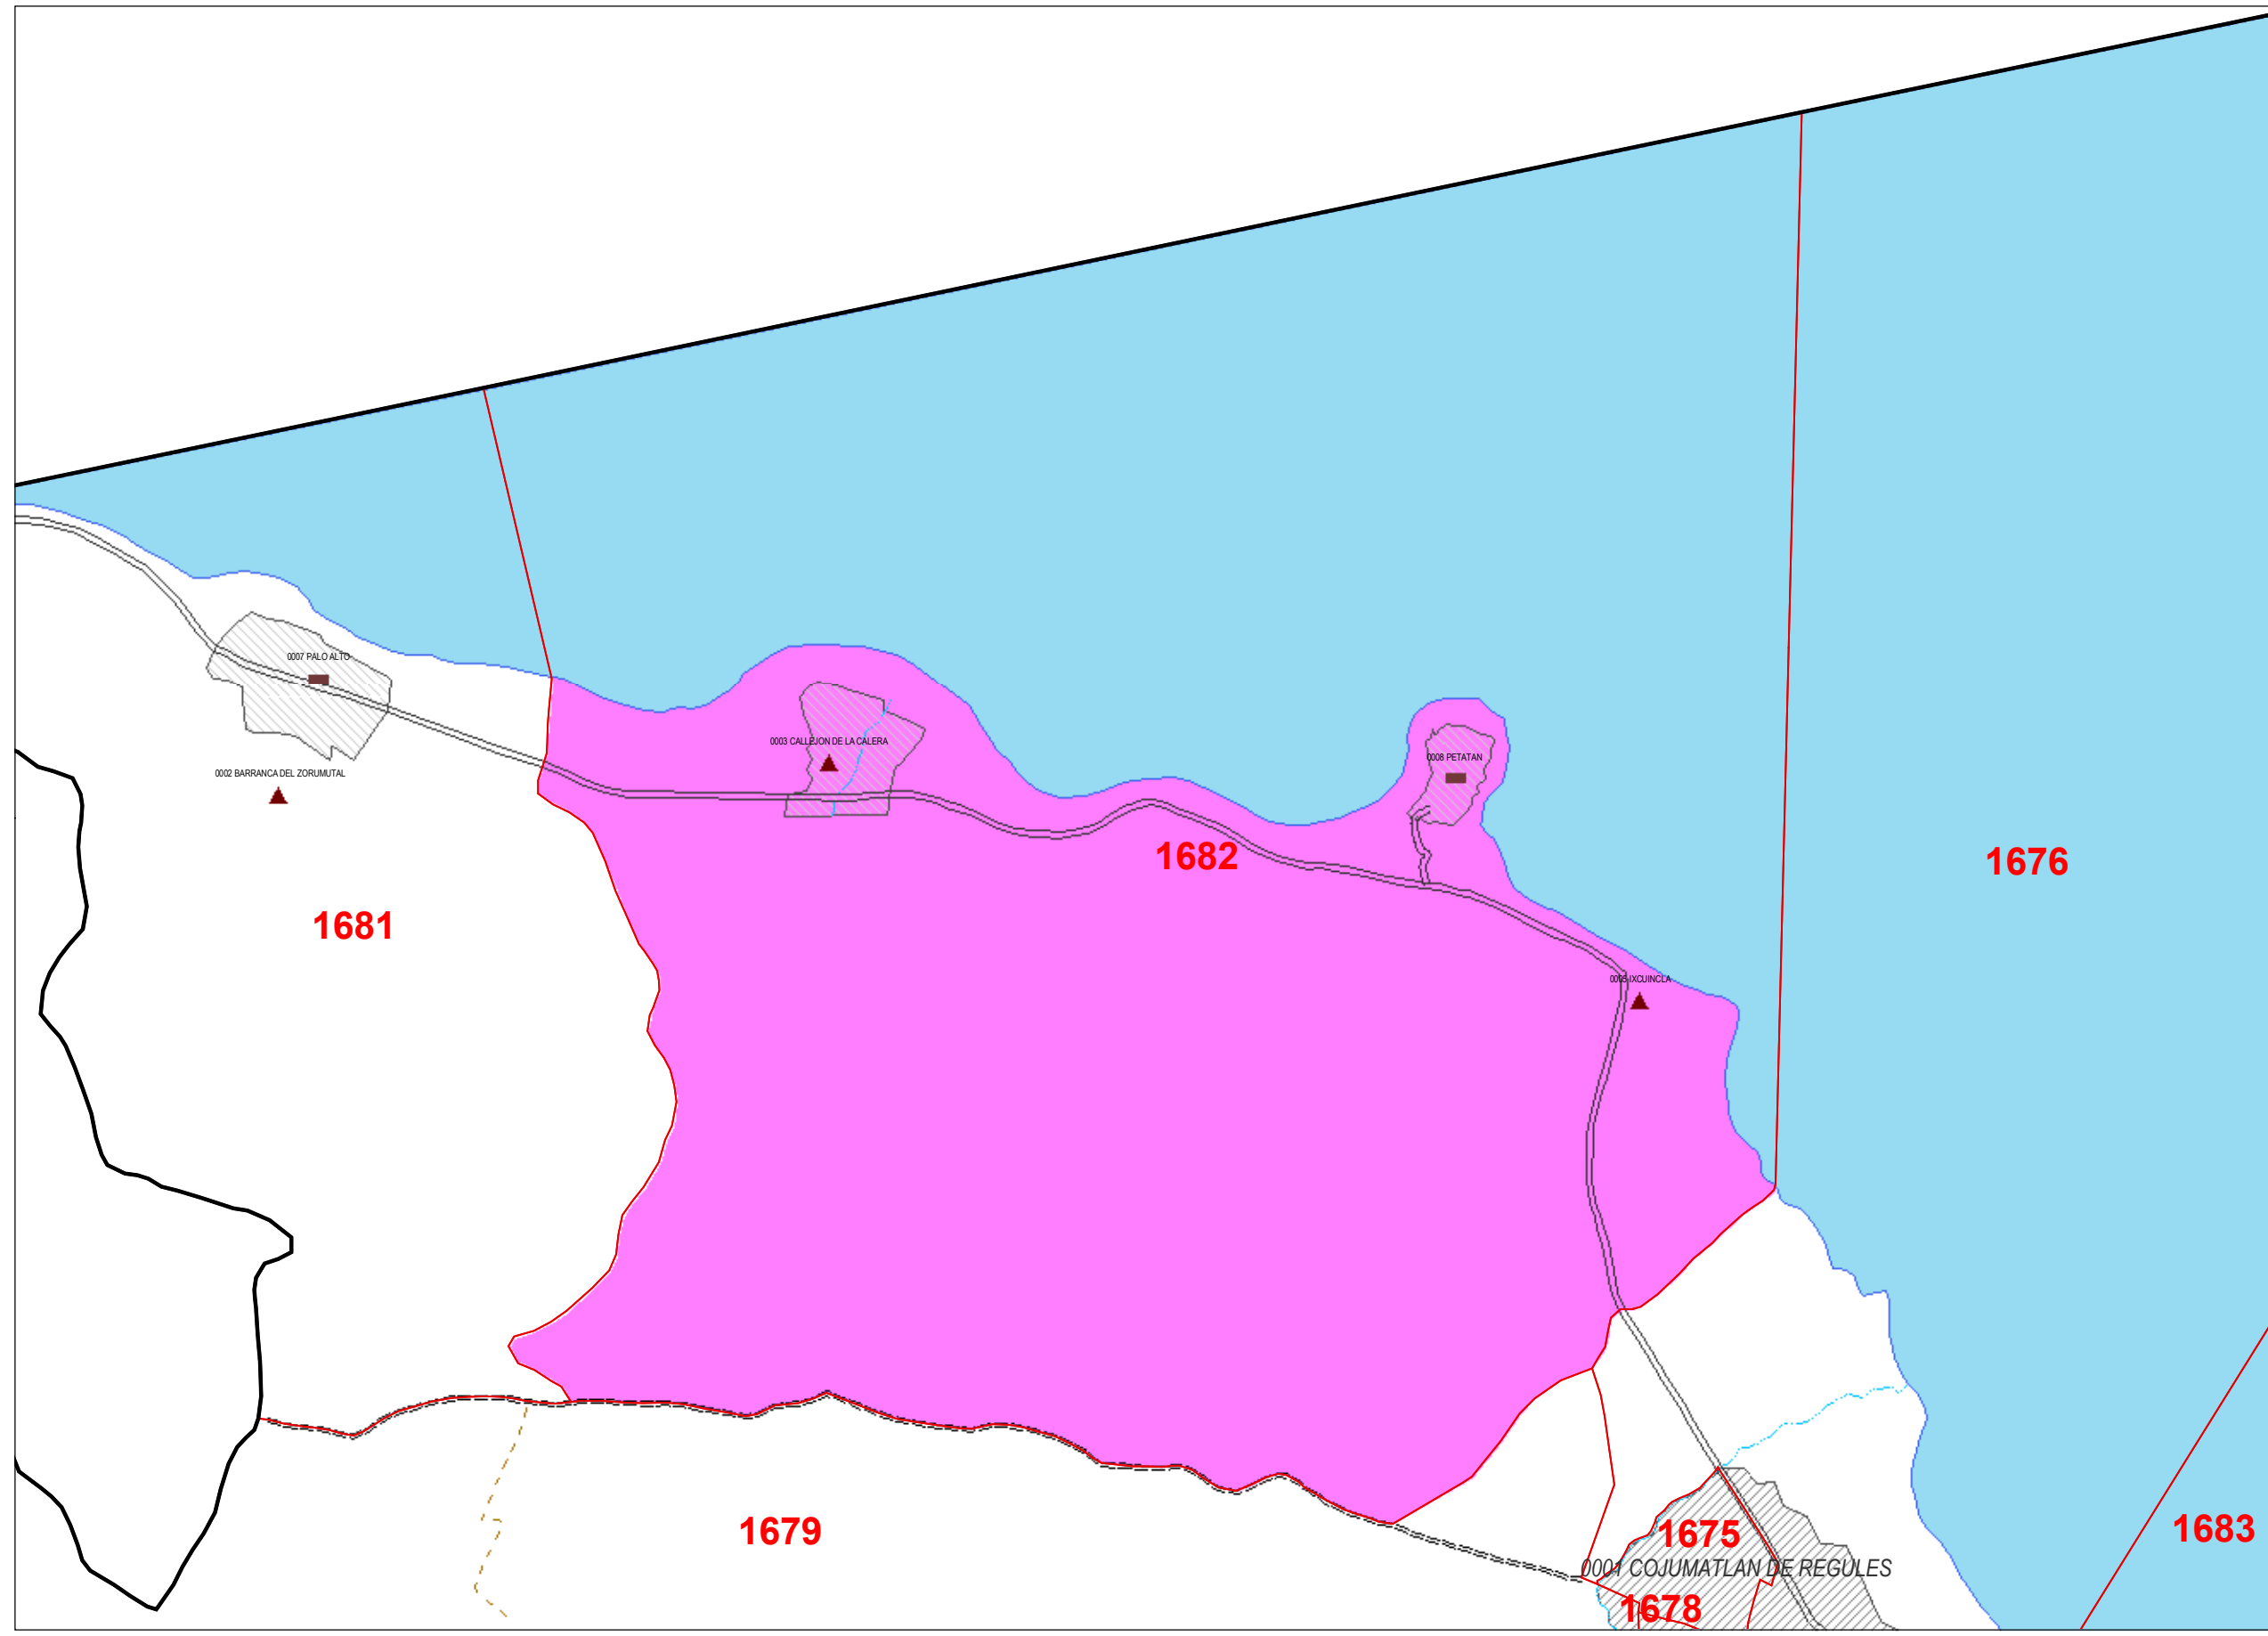 0007 PALO ALTO
0003 CALLEJON DE LA CALERA
0008 PETATAN
0002 BARRANCA DEL ZORUMUTAL
1682
1676
1681
0005 IXCUINCLA
1679
1675
1683
0001 COJUMATLAN DE REGULES
1678